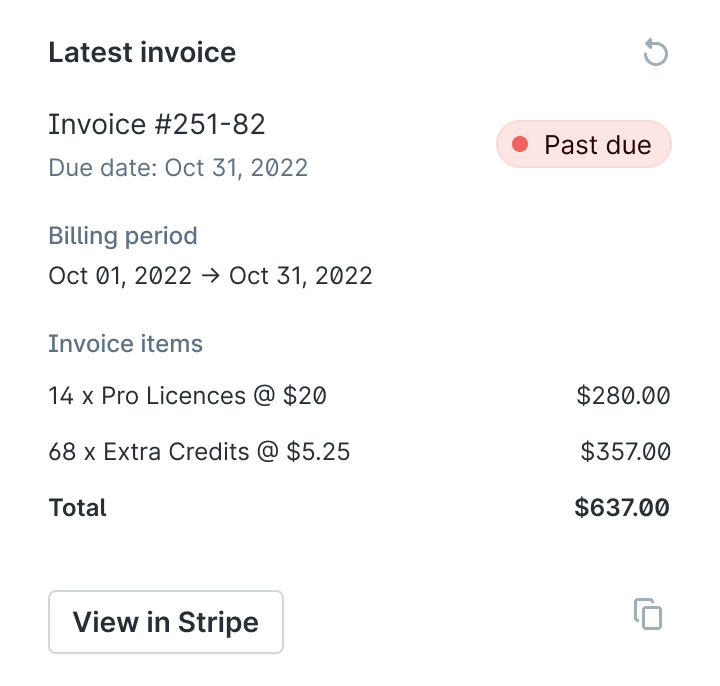 Latest invoice
Invoice #251-82
Past due
Due date: Oct 31, 2022
Billing period
Oct 01, 2022 → Oct 31, 2022
Invoice items
14 x Pro Licences @ $20 $280.00
68 x Extra Credits @ $5.25 $357.00
Total $637.00
View in Stripe